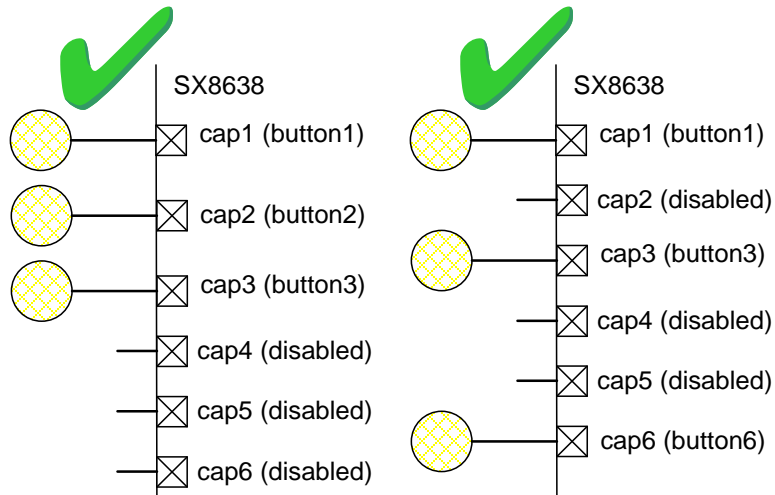 SX8638
cap1 (button1)
cap2 (button2)
cap3 (button3)
cap4 (disabled)
cap5 (disabled)
cap6 (disabled)
SX8638
cap1 (button1)
cap2 (disabled)
cap3 (button3)
cap4 (disabled)
cap5 (disabled)
cap6 (button6)